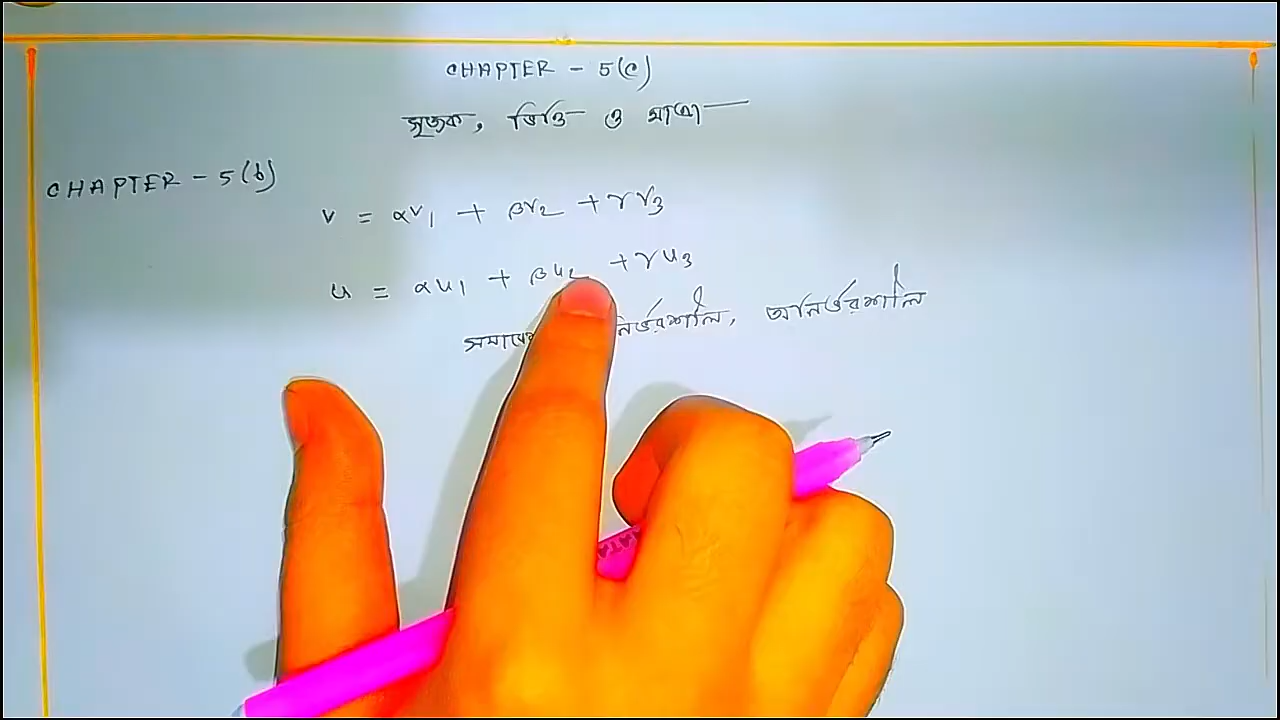 CHAPTER - 5(c)
সৃজক, ভিত্তি ও মাত্রা
CHAPTER - 5(b)
v = αv₁ + βv₂ + γv₃
u = αu₁ + βu₂ + γu₃
নির্ভরশীল, অনির্ভরশীল